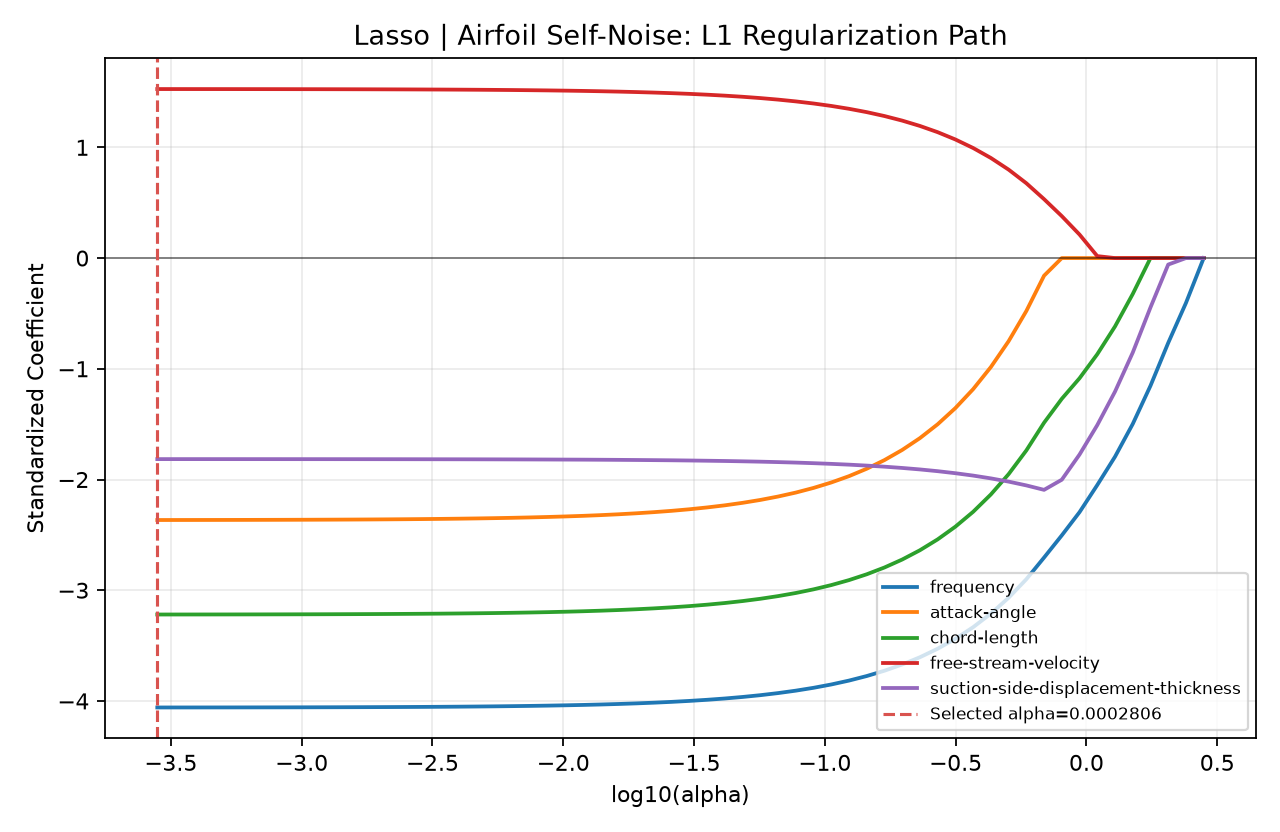 Lasso | Airfoil Self-Noise: L1 Regularization Path
Standardized Coefficient
1
0
−1
−2
−3
−4
frequency
attack-angle
chord-length
free-stream-velocity
suction-side-displacement-thickness
Selected alpha=0.0002806
−3.5 −3.0 −2.5 −2.0 −1.5 −1.0 −0.5 0.0 0.5
log10(alpha)